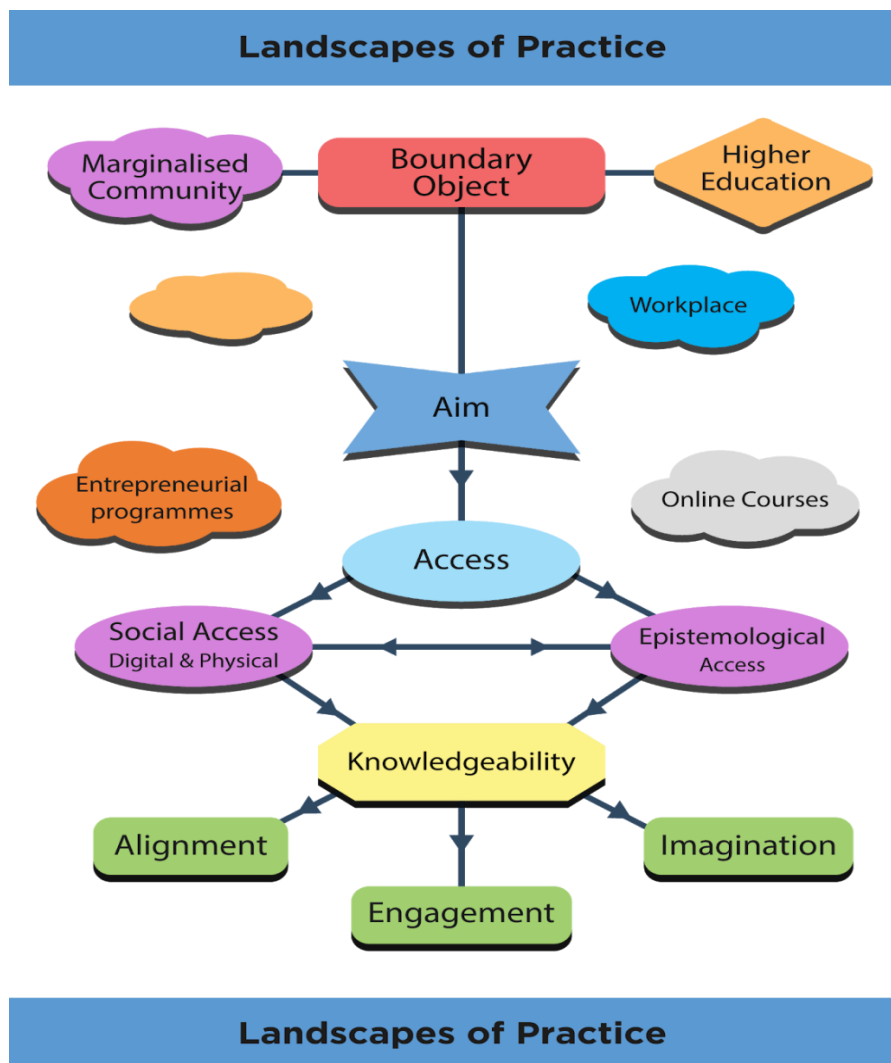 Landscapes of Practice
Marginalised
Community
Boundary
Object
Higher
Education
Workplace
Aim
Entrepreneurial
programmes
Online Courses
Access
Social Access
Digital & Physical
Epistemological
Access
Knowledgeability
Alignment
Imagination
Engagement
Landscapes of Practice